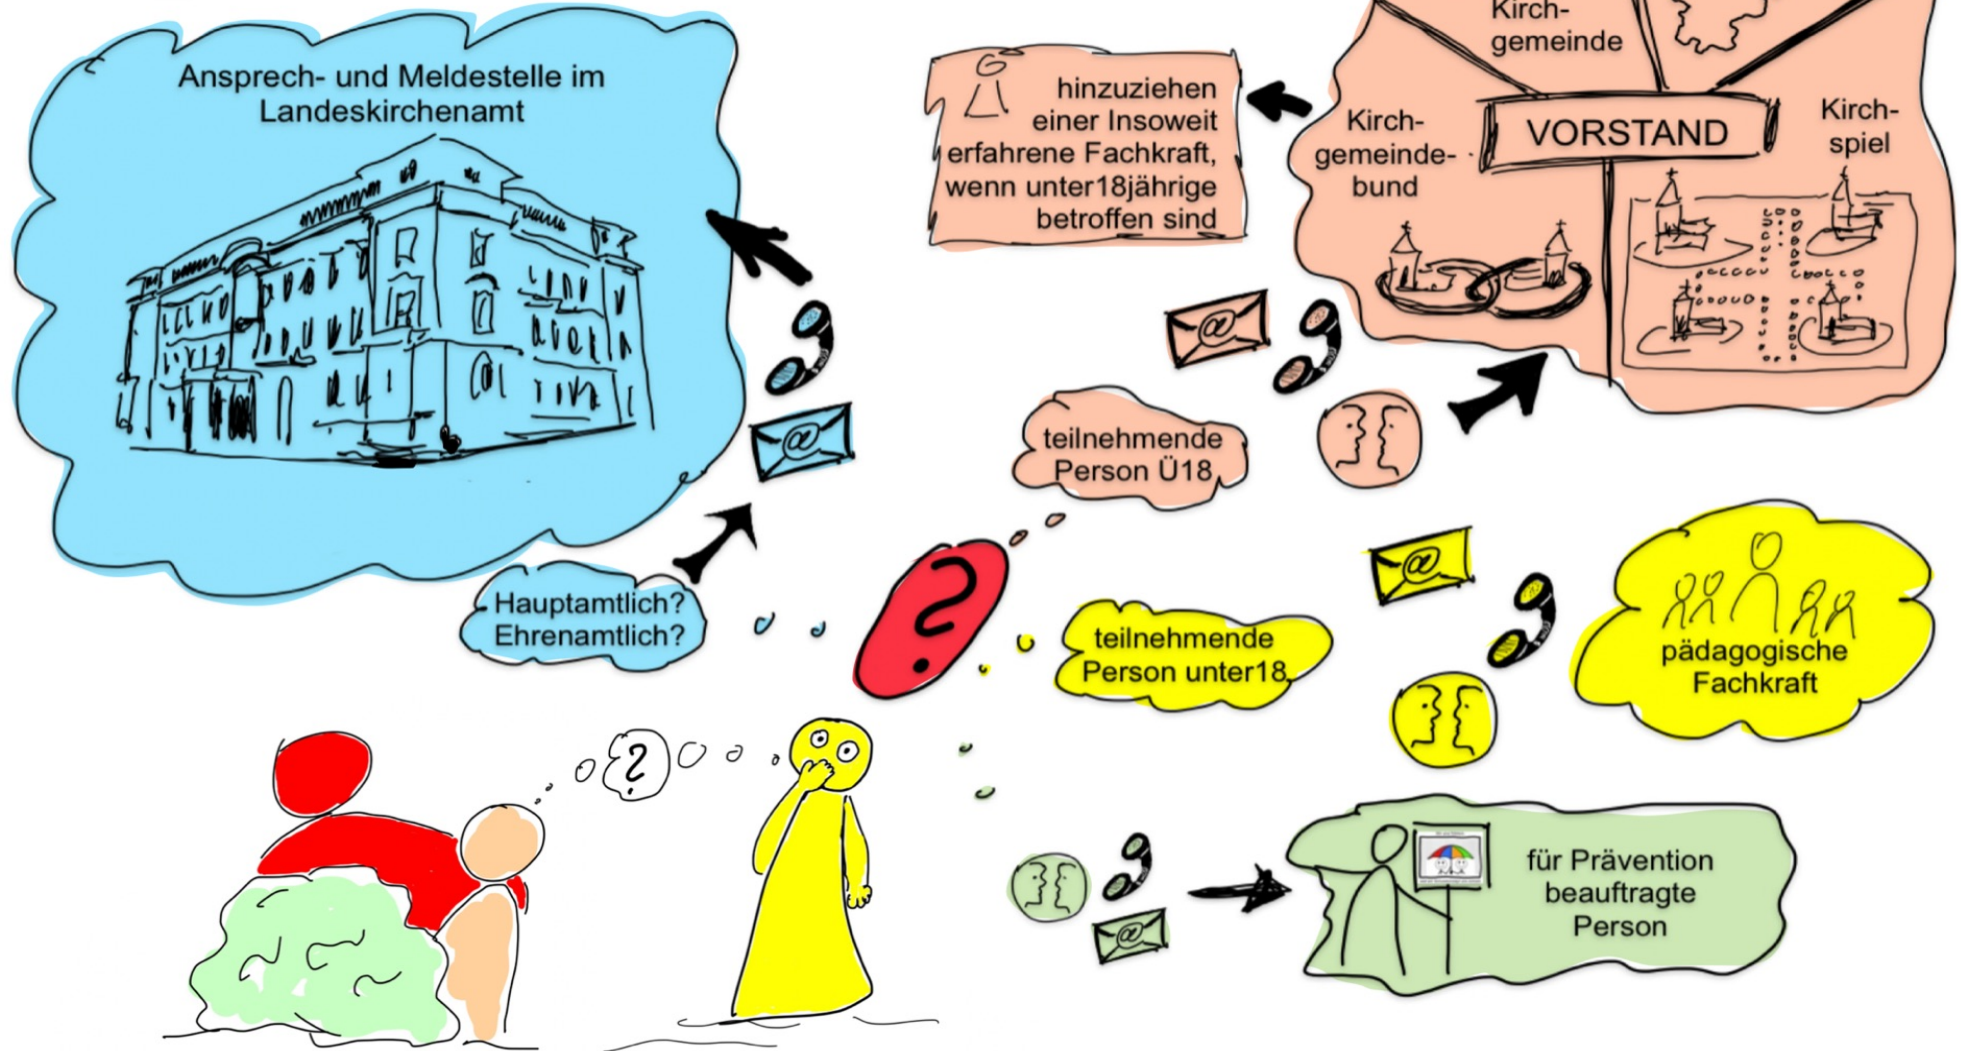 Ansprech- und Meldestelle im
Landeskirchenamt
hinzuziehen
einer Insoweit
erfahrene Fachkraft,
wenn unter18jährige
betroffen sind
Kirch-
gemeinde
Kirch-
gemeinde-
bund
VORSTAND
Kirch-
spiel
@
@
teilnehmende
Person Ü18
Hauptamtlich?
Ehrenamtlich?
?
@
teilnehmende
Person unter18
pädagogische
Fachkraft
?
für Prävention
beauftragte
Person
@